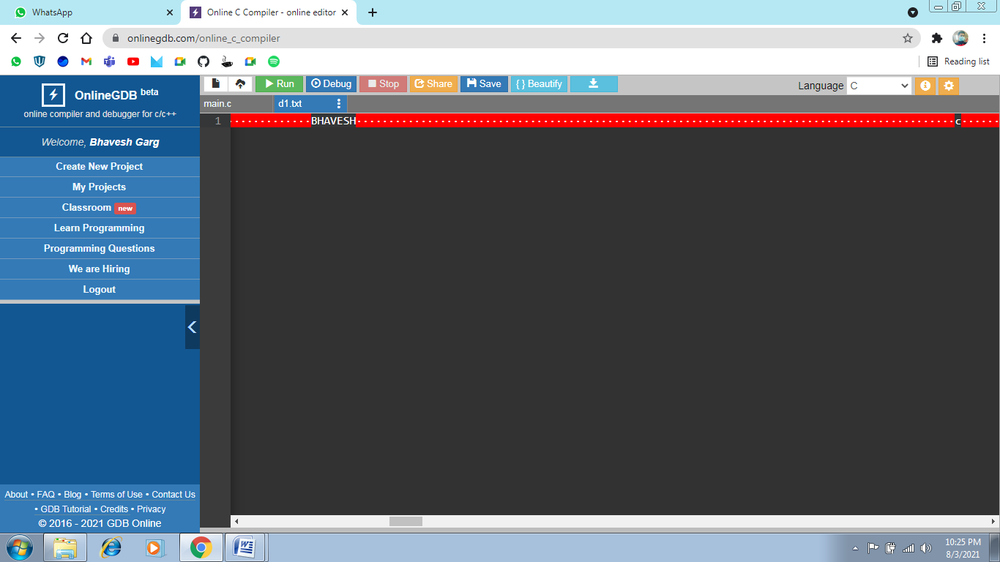 WhatsApp
Online C Compiler - online editor
onlinegdb.com/online_c_compiler
Reading list
OnlineGDB beta
online compiler and debugger for c/c++
Welcome, Bhavesh Garg
Create New Project
My Projects
Classroom new
Learn Programming
Programming Questions
We are Hiring
Logout
About • FAQ • Blog • Terms of Use • Contact Us
• GDB Tutorial • Credits • Privacy
© 2016 - 2021 GDB Online
Run Debug Stop Share Save { } Beautify
Language C
main.c d1.txt
1 BHAVESH c
10:25 PM
8/3/2021